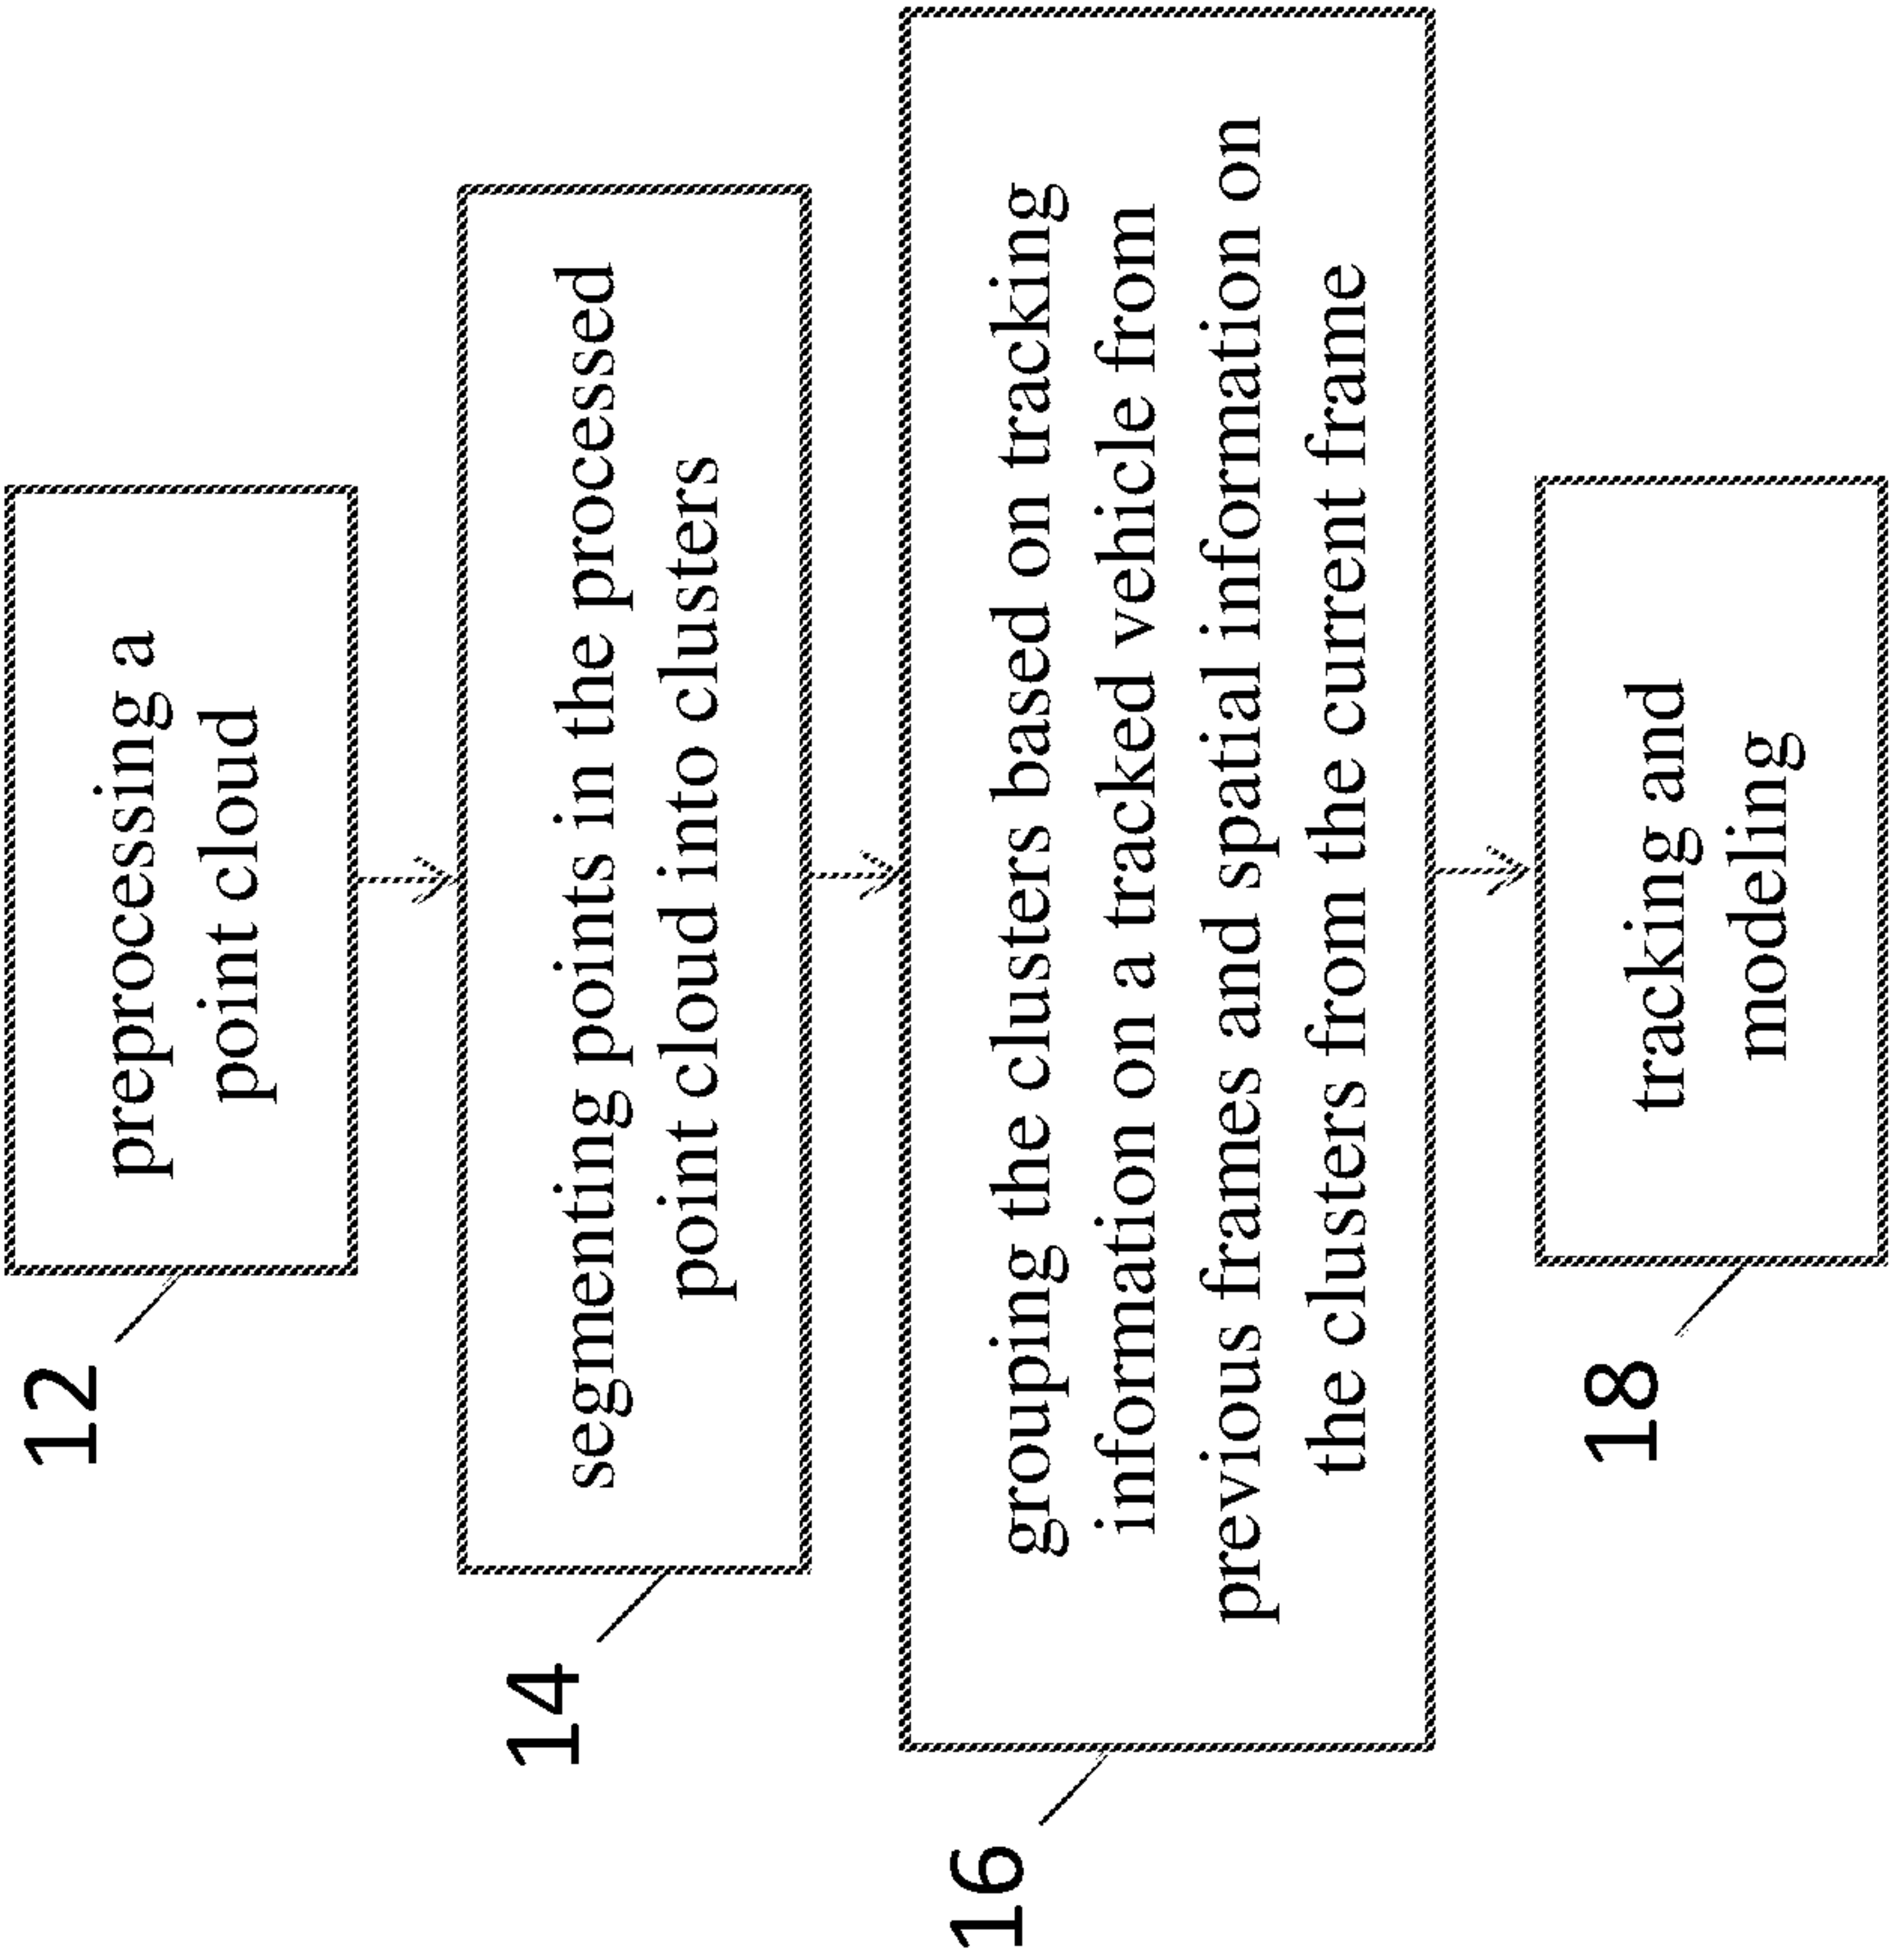 12
preprocessing a
point cloud
14
segmenting points in the processed
point cloud into clusters
16
grouping the clusters based on tracking
information on a tracked vehicle from
previous frames and spatial information on
the clusters from the current frame
18
tracking and
modeling